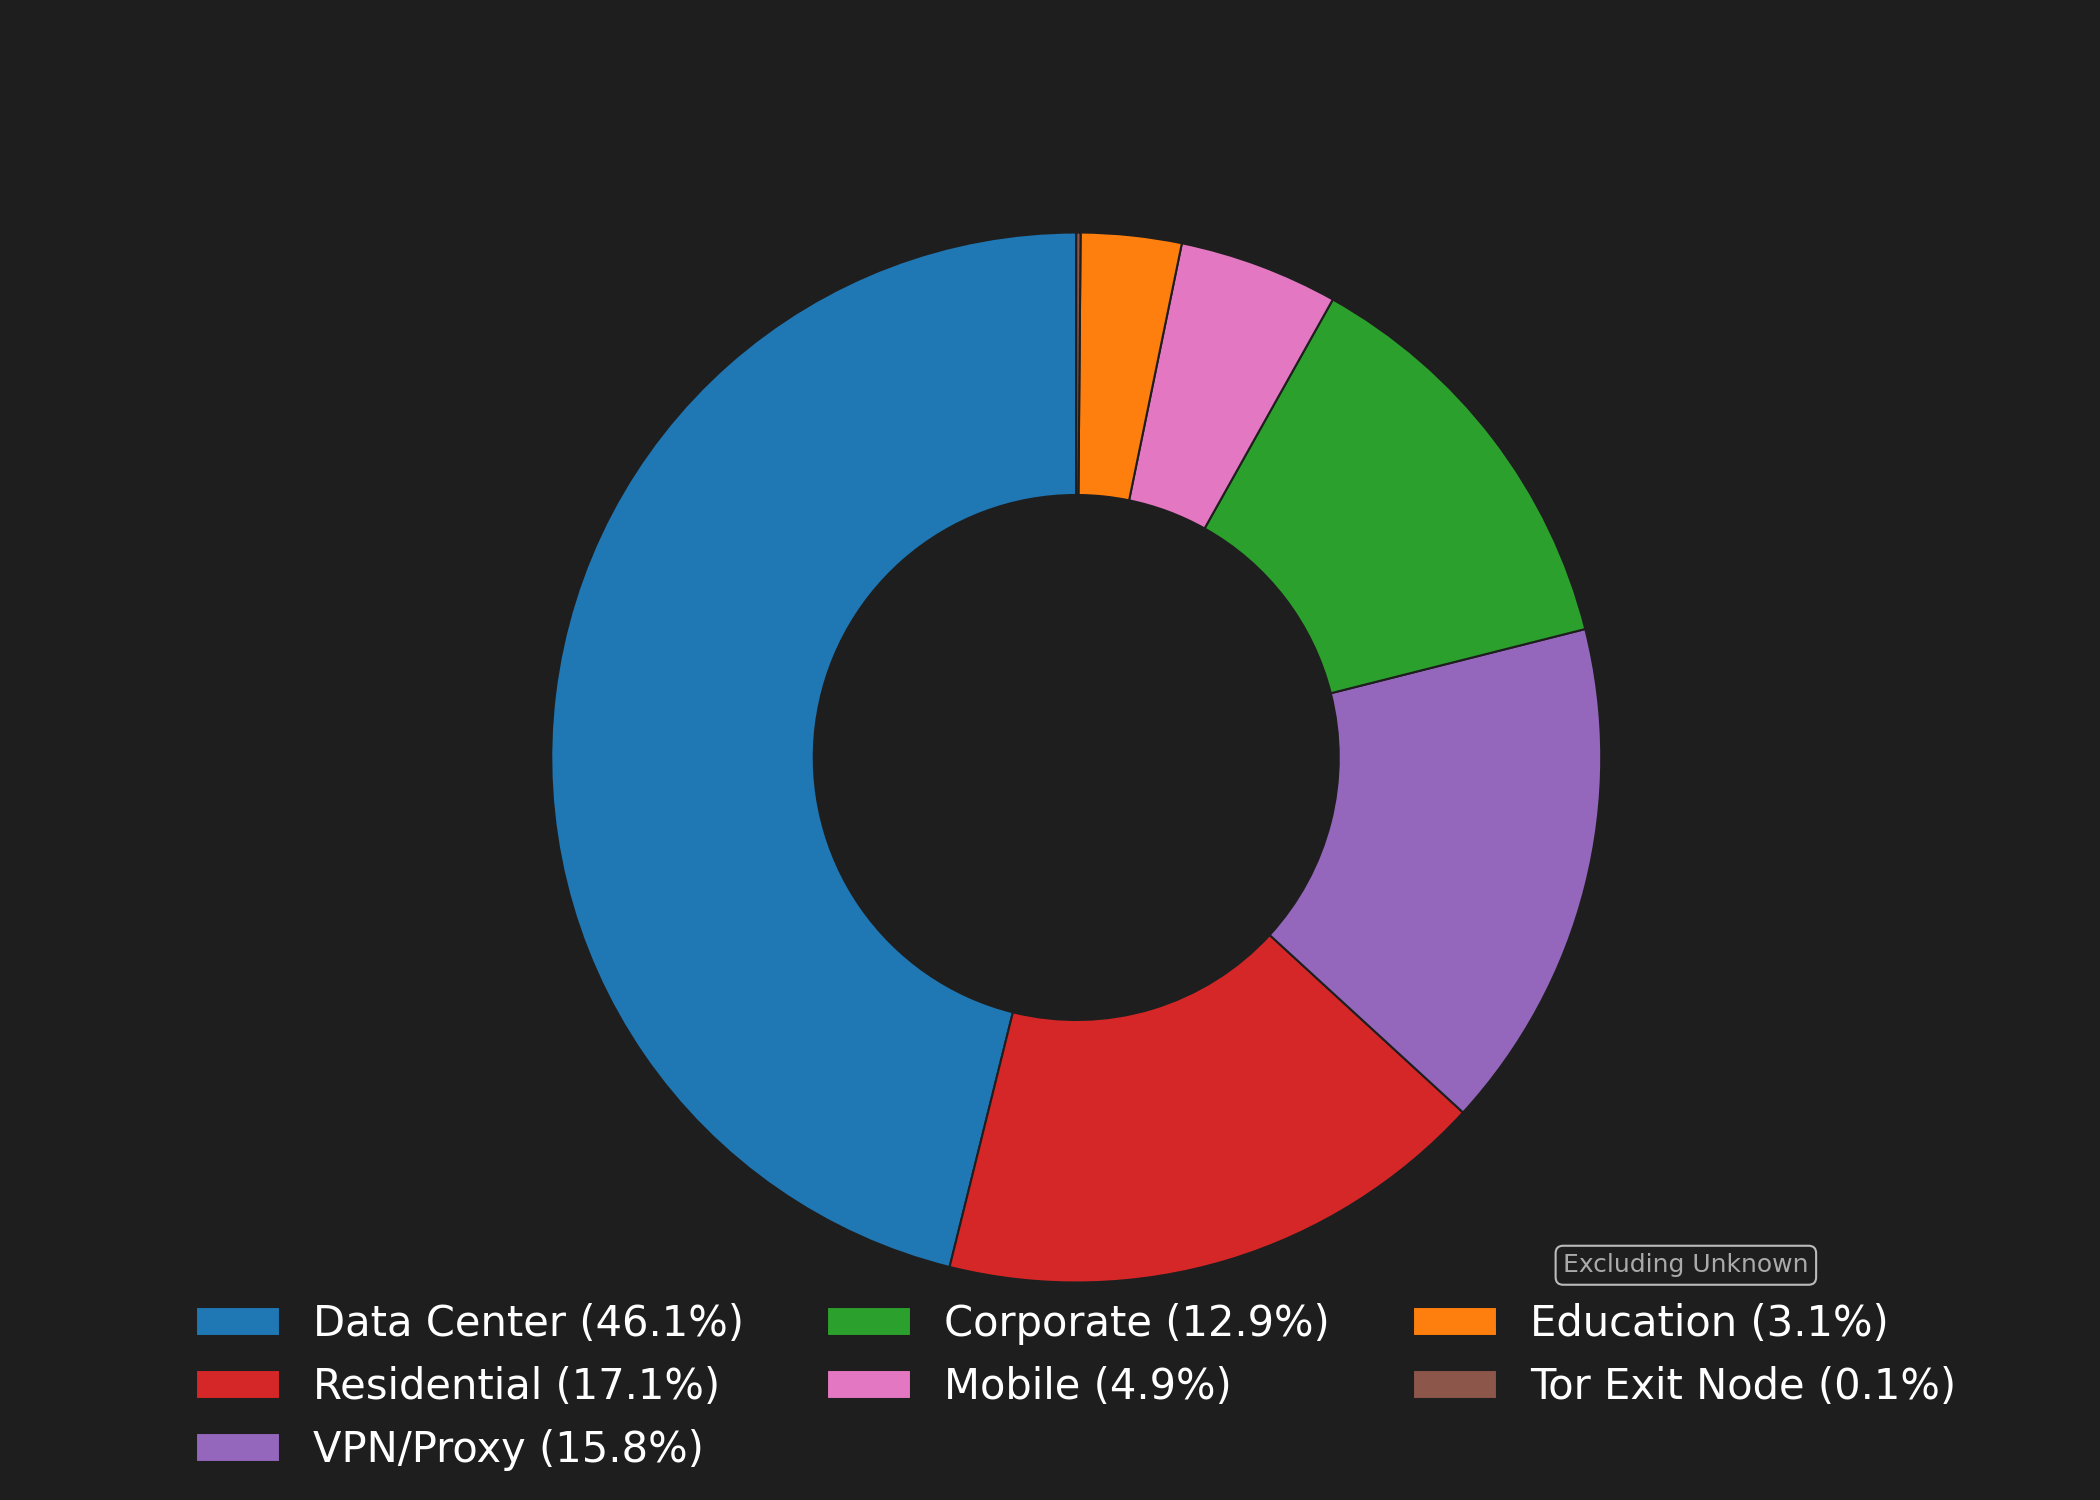 Excluding Unknown
Data Center (46.1%)
Residential (17.1%)
VPN/Proxy (15.8%)
Corporate (12.9%)
Mobile (4.9%)
Education (3.1%)
Tor Exit Node (0.1%)